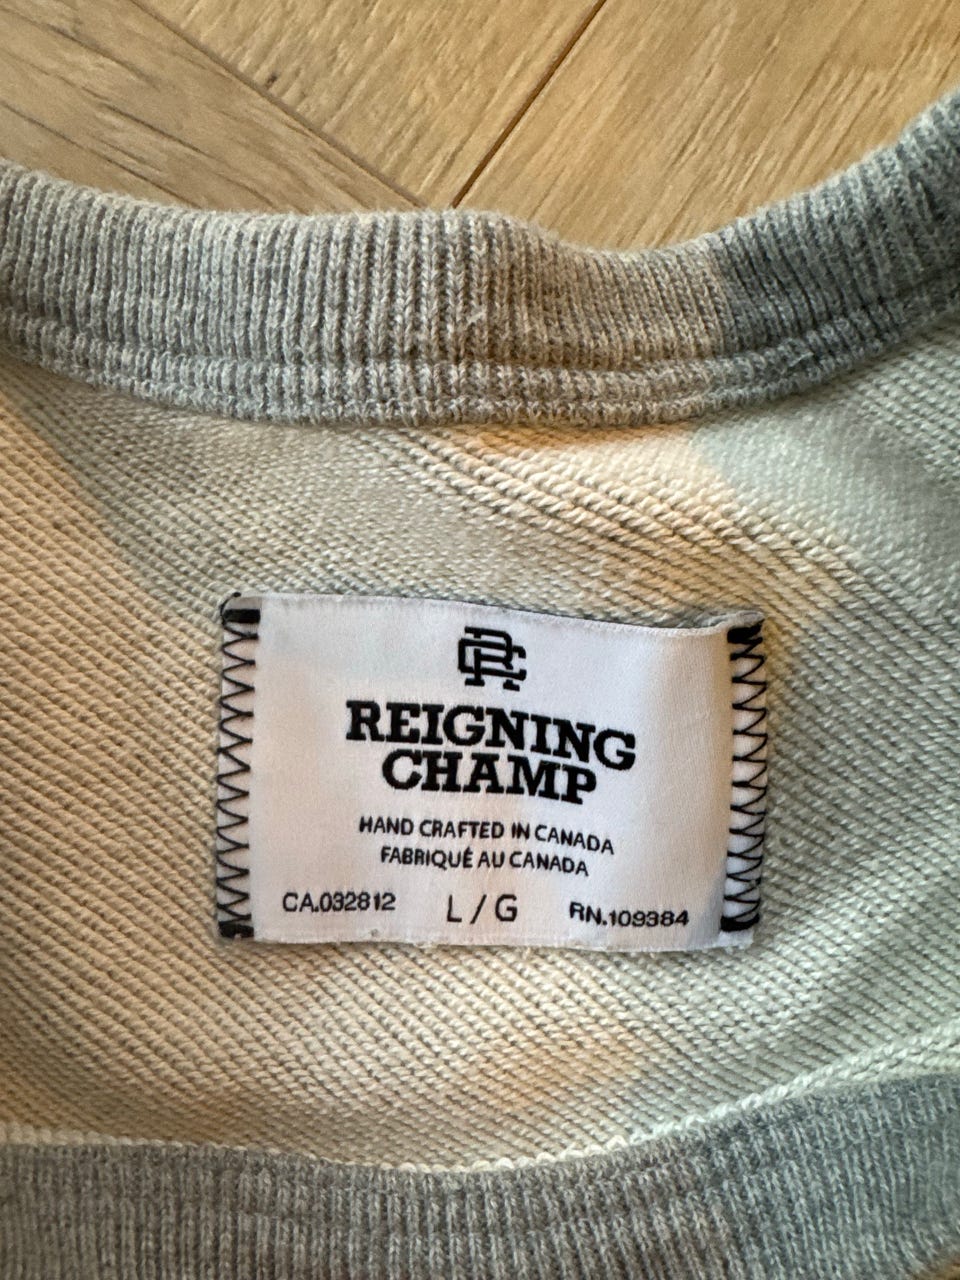 RC
REIGNING
CHAMP
HAND CRAFTED IN CANADA
FABRIQUÉ AU CANADA
CA.032812 L / G RN.109384